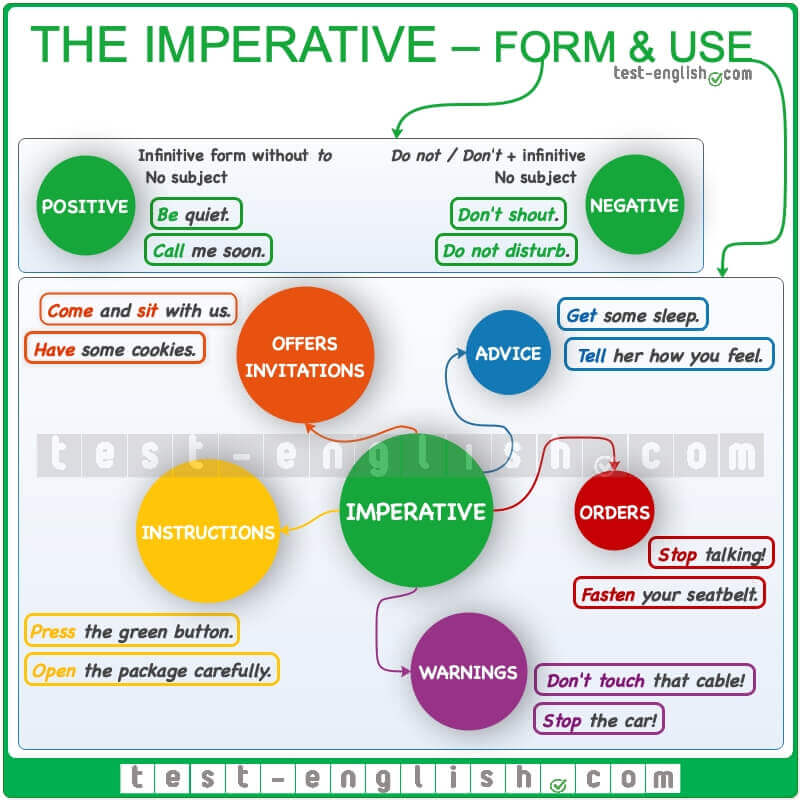 THE IMPERATIVE – FORM & USE
test-english.com
Infinitive form without to
No subject
POSITIVE
Be quiet.
Call me soon.
Do not / Don't + infinitive
No subject
NEGATIVE
Don't shout.
Do not disturb.
Come and sit with us.
Have some cookies.
OFFERS
INVITATIONS
ADVICE
Get some sleep.
Tell her how you feel.
test-english.com
IMPERATIVE
INSTRUCTIONS
Press the green button.
Open the package carefully.
ORDERS
Stop talking!
Fasten your seatbelt.
WARNINGS
Don't touch that cable!
Stop the car!
test-english.com